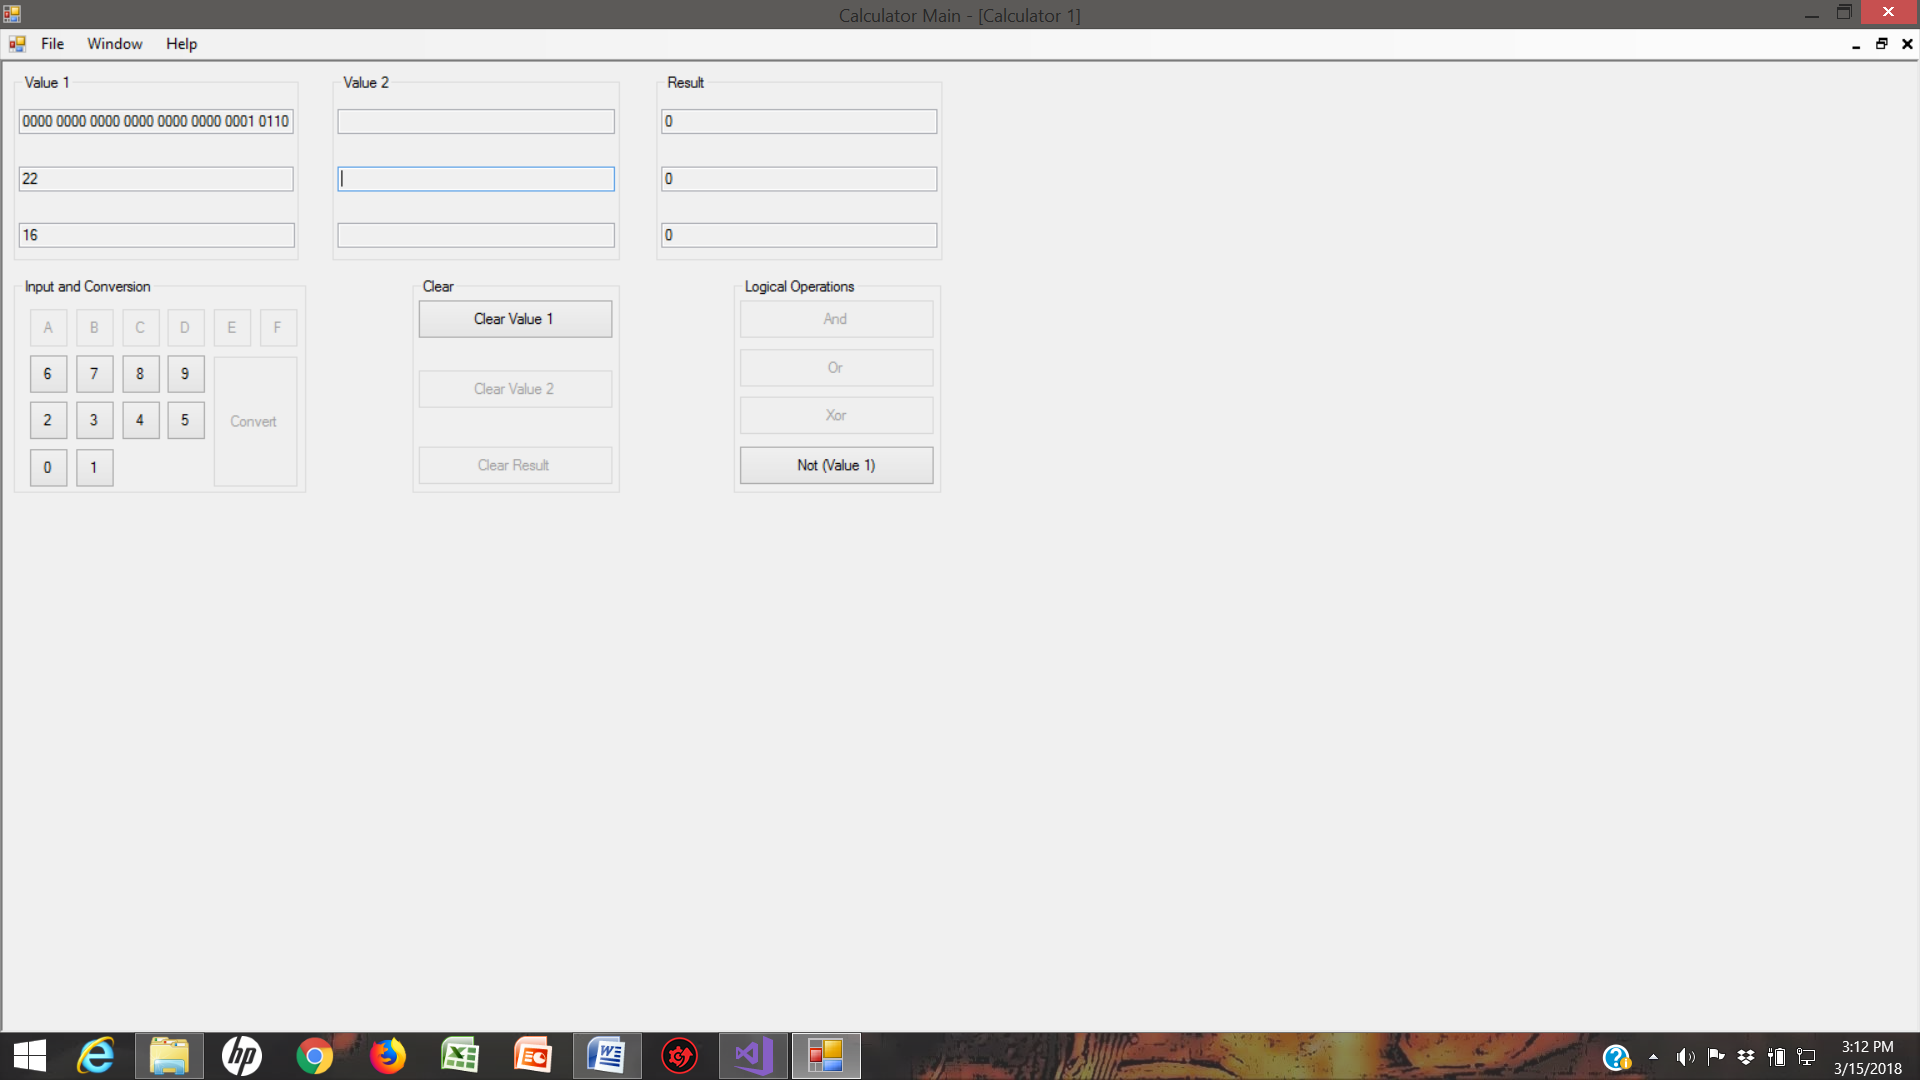 Calculator Main - [Calculator 1]
File Window Help
Value 1 Value 2 Result
0000 0000 0000 0000 0000 0000 0001 0110 0
22 0
16 0
Input and Conversion Clear Logical Operations
A B C D E F Clear Value 1 And
6 7 8 9 Clear Value 2 Or
2 3 4 5 Convert Xor
0 1 Clear Result Not (Value 1)
3:12 PM
3/15/2018